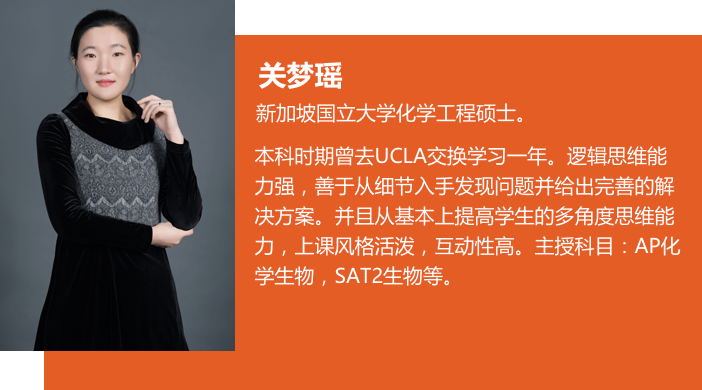 关梦瑶
新加坡国立大学化学工程硕士。
本科时期曾去UCLA交换学习一年。逻辑思维能
力强，善于从细节入手发现问题并给出完善的解
决方案。并且从基本上提高学生的多角度思维能
力，上课风格活泼，互动性高。主授科目：AP化
学生物，SAT2生物等。